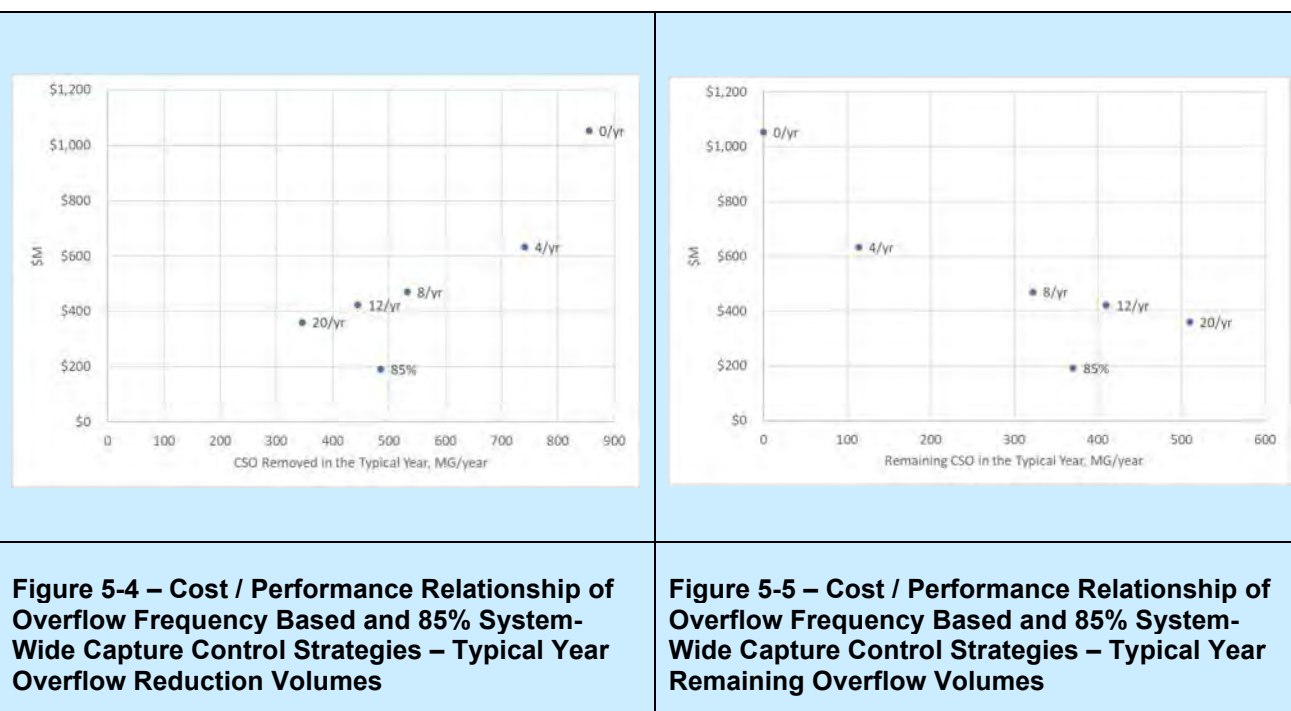 $1,200
$1,000
$800
$600
$400
$200
$0
$M
0/yr
4/yr
8/yr
12/yr
20/yr
85%
0 100 200 300 400 500 600 700 800 900
CSO Removed in the Typical Year, MG/year
$1,200
$1,000
$800
$600
$400
$200
$0
$M
0/yr
4/yr
8/yr
12/yr
20/yr
85%
0 100 200 300 400 500 600
Remaining CSO in the Typical Year, MG/year
Figure 5-4 – Cost / Performance Relationship of
Overflow Frequency Based and 85% System-
Wide Capture Control Strategies – Typical Year
Overflow Reduction Volumes
Figure 5-5 – Cost / Performance Relationship of
Overflow Frequency Based and 85% System-
Wide Capture Control Strategies – Typical Year
Remaining Overflow Volumes